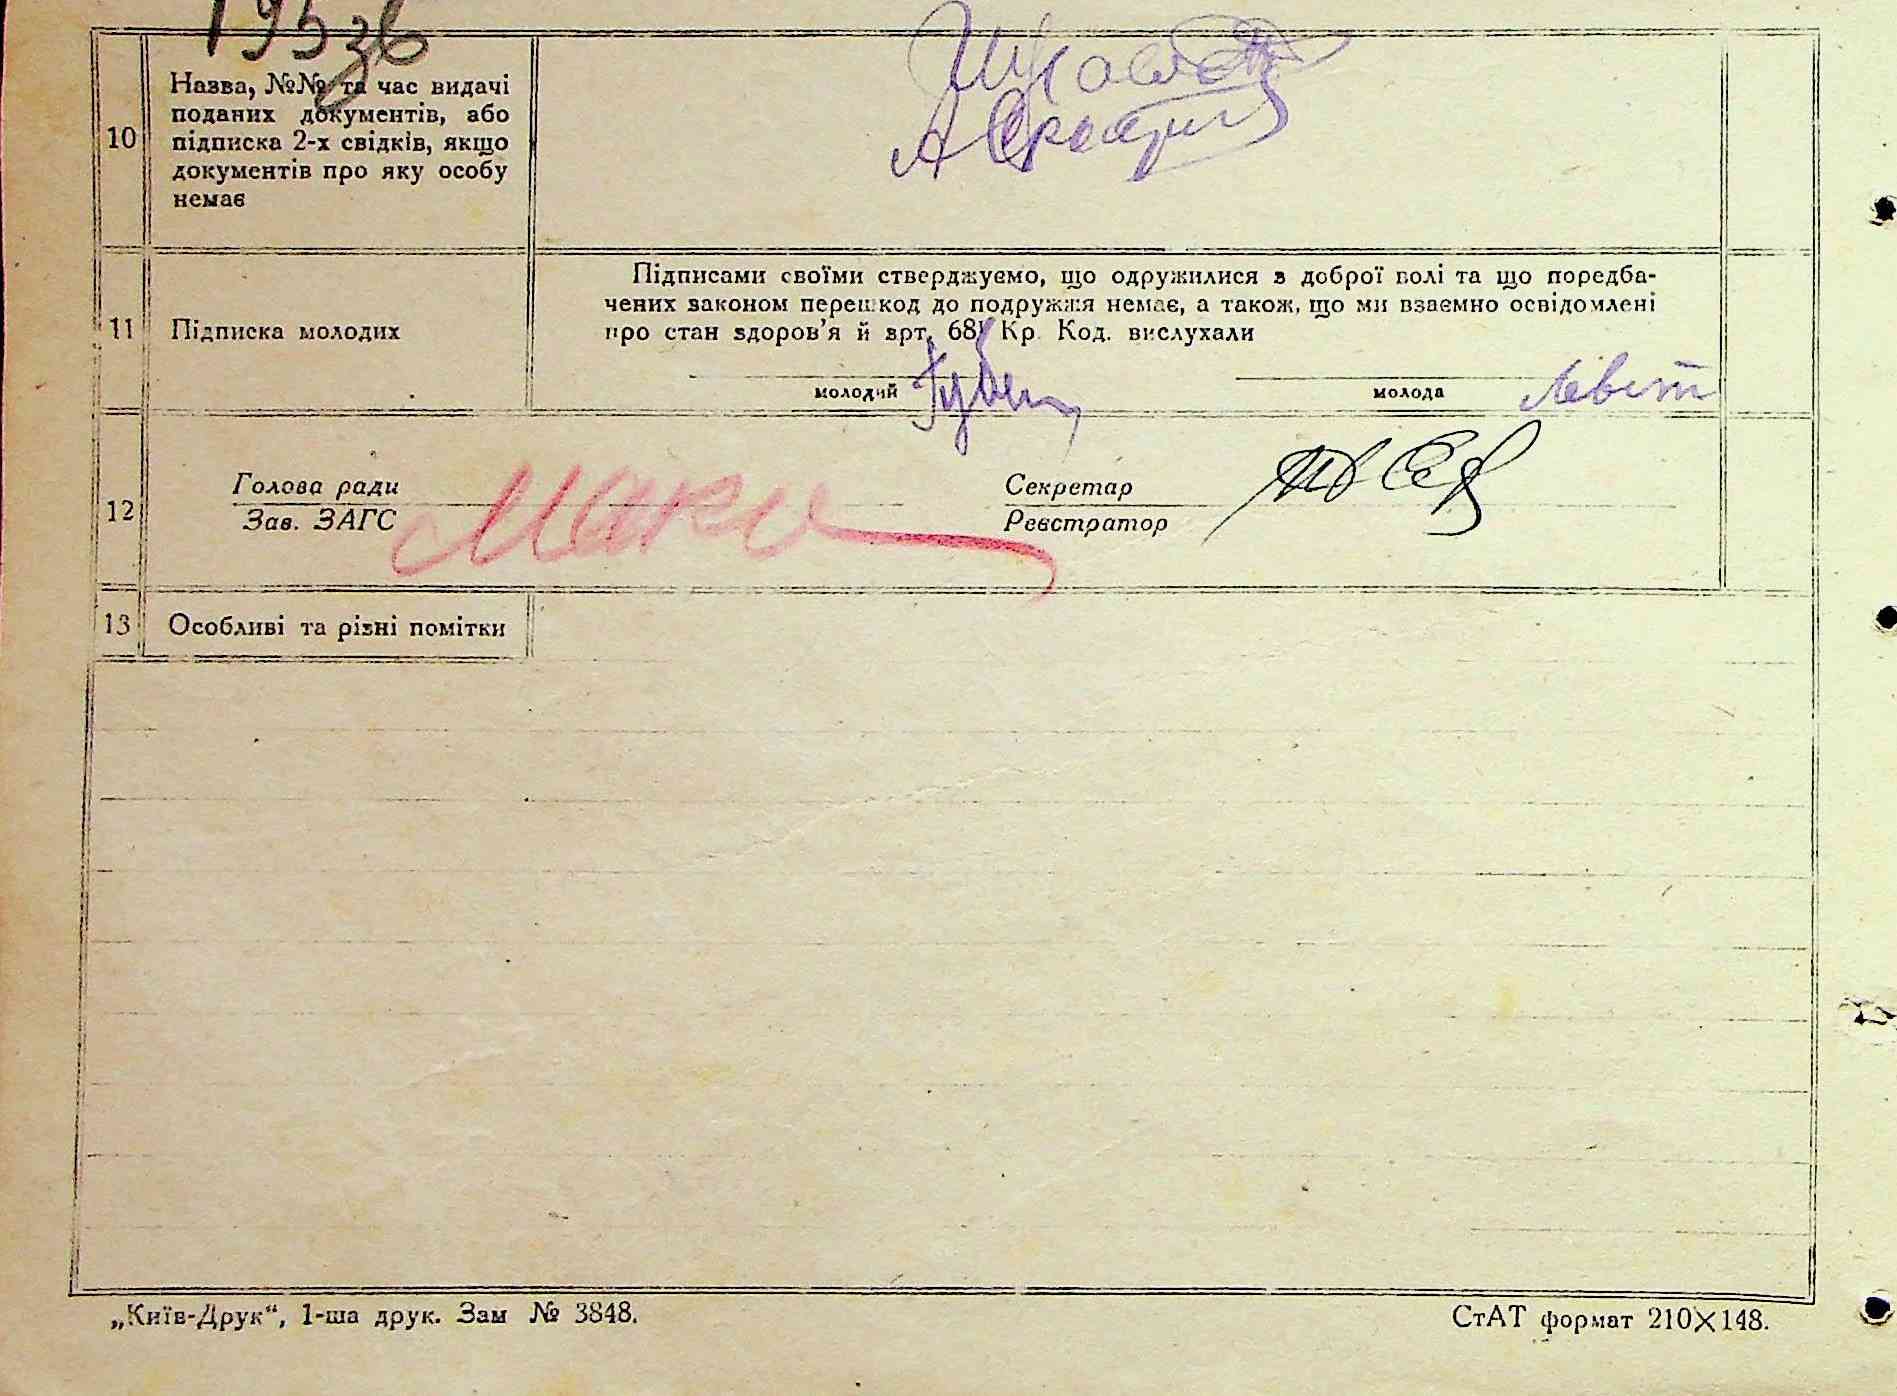 10
Назва, №№ та час видачі
поданих документів, або
підписка 2-х свідків, якщо
документів про яку особу
немає
11
Підписка молодих
Підписами своїми стверджуємо, що одружилися з доброї волі та що поредба-
чених законом перешкод до подружжя немає, а також, що ми взаємно освідомлені
про стан здоров'я й врт. 68 Кр. Код. вислухали
молодий
молода
12
Голова ради
Зав. ЗАГС
Секретар
Реєстратор
13
Особливі та різні помітки
„Київ-Друк“, 1-ша друк. Зам № 3848.
СтАТ формат 210×148.